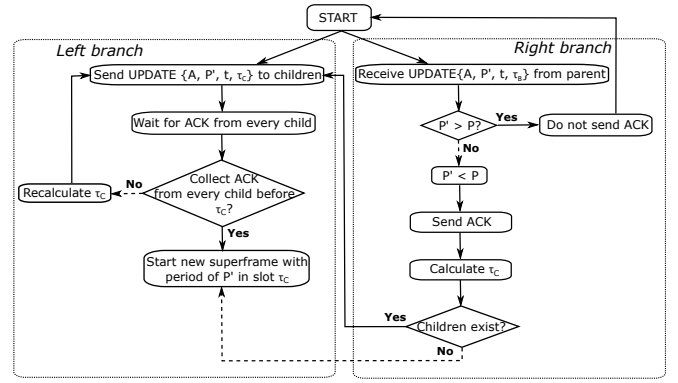 START
Left branch
Send UPDATE {A, P', t, τC} to children
Wait for ACK from every child
Collect ACK
from every child before
τC?
No
Recalculate τC
Yes
Start new superframe with
period of P' in slot τC
Right branch
Receive UPDATE{A, P', t, τB} from parent
P' > P?
Yes
Do not send ACK
No
P' < P
Send ACK
Calculate τC
Children exist?
Yes
No